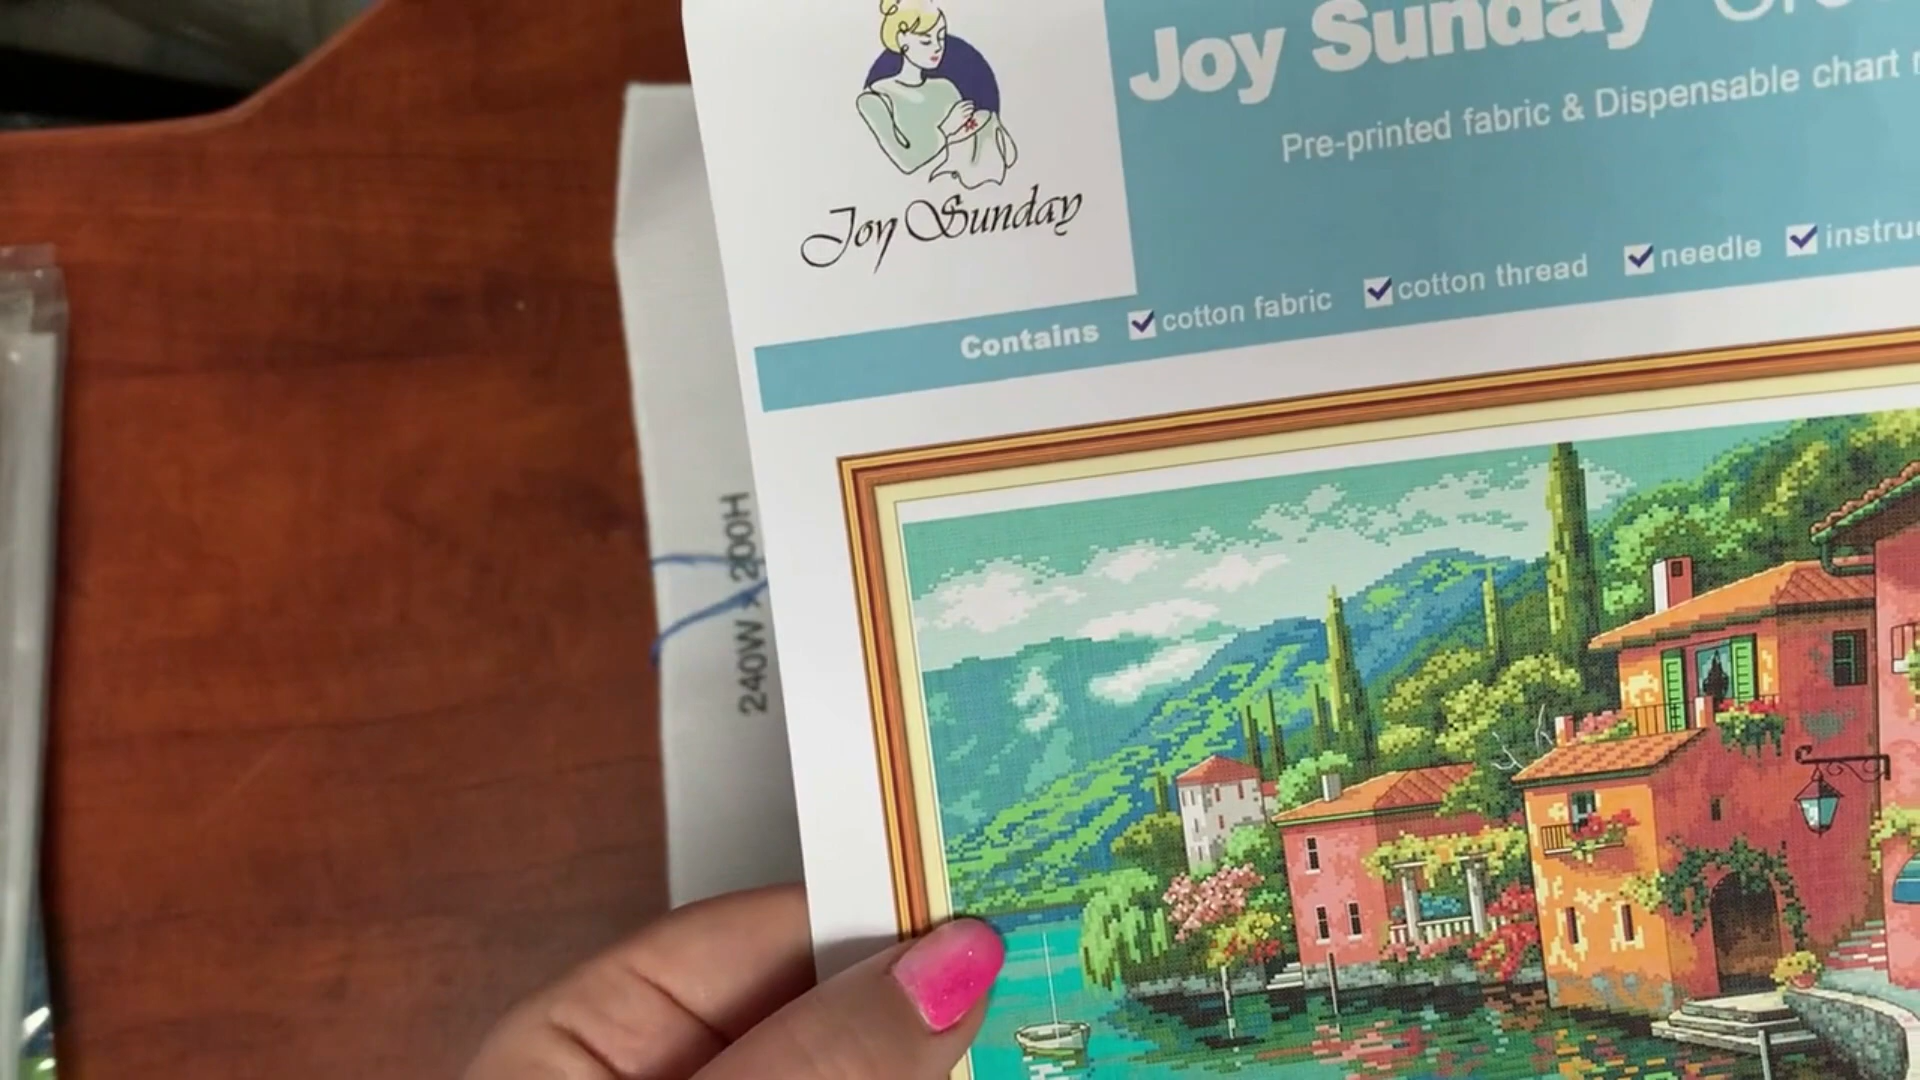 Joy Sunday
Joy Sunday
Pre-printed fabric & Dispensable chart
Contains ☑ cotton fabric ☑ cotton thread ☑ needle ☑
240W x 200H